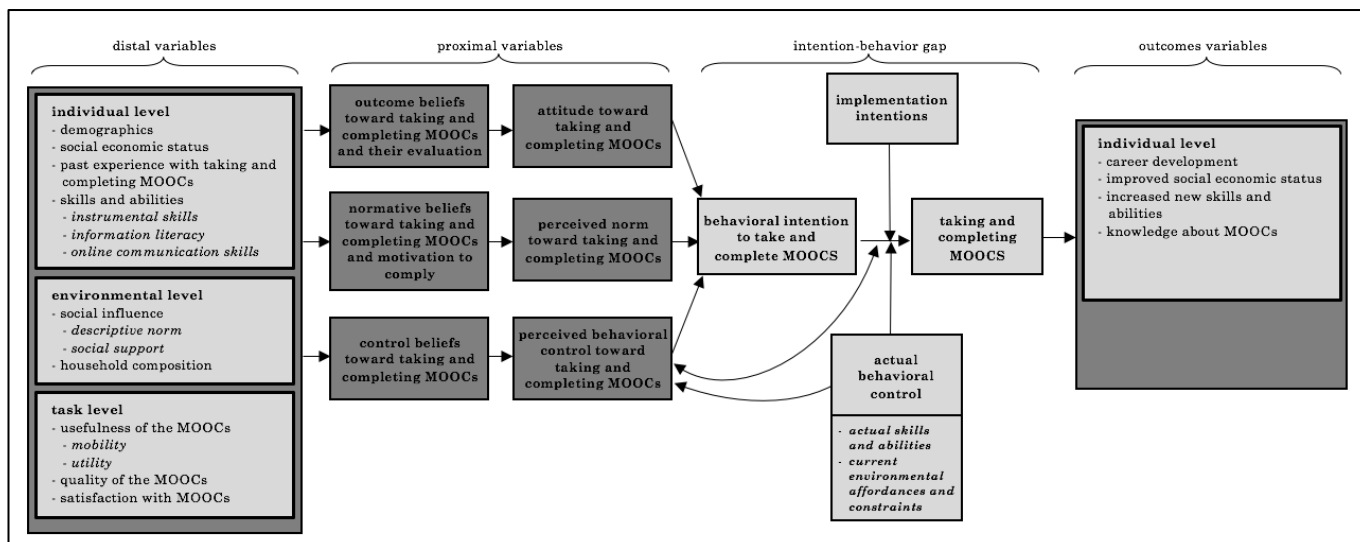 distal variables
proximal variables
intention-behavior gap
outcomes variables
individual level
- demographics
- social economic status
- past experience with taking and
completing MOOCs
- skills and abilities
- instrumental skills
- information literacy
- online communication skills
environmental level
- social influence
- descriptive norm
- social support
- household composition
task level
- usefulness of the MOOCs
- mobility
- utility
- quality of the MOOCs
- satisfaction with MOOCs
outcome beliefs
toward taking and
completing MOOCs
and their evaluation
attitude toward
taking and
completing MOOCs
normative beliefs
toward taking and
completing MOOCs
and motivation to
comply
perceived norm
toward taking and
completing MOOCs
control beliefs
toward taking and
completing MOOCs
perceived behavioral
control toward
taking and
completing MOOCs
behavioral intention
to take and
complete MOOCS
implementation
intentions
actual
behavioral
control
- actual skills
and abilities
- current
environmental
affordances and
constraints
taking and
completing
MOOCS
individual level
- career development
- improved social economic status
- increased new skills and
abilities
- knowledge about MOOCs